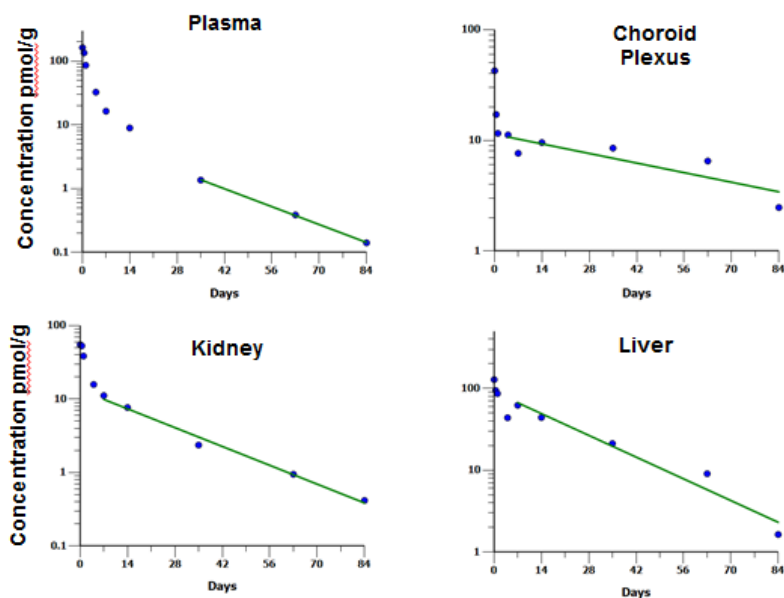 Plasma
Concentration pmol/g
100
10
1
0.1
0 14 28 42 56 70 84
Days
Choroid
Plexus
100
10
1
0 14 28 42 56 70 84
Days
Kidney
Concentration pmol/g
100
10
1
0.1
0 14 28 42 56 70 84
Days
Liver
100
10
1
0 14 28 42 56 70 84
Days